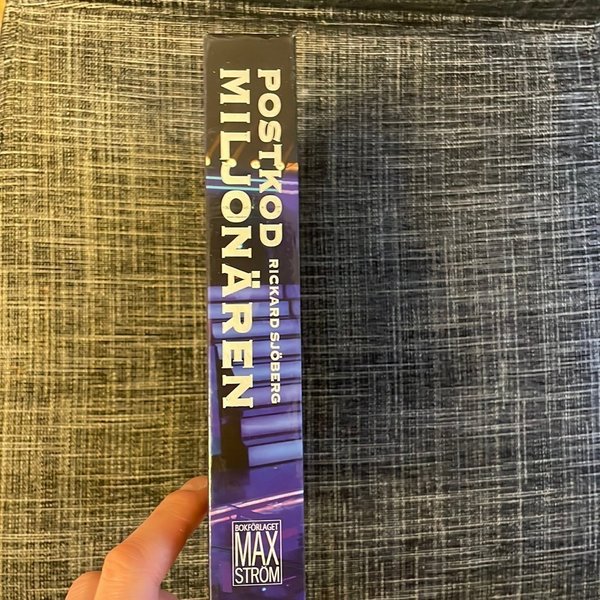 POSTKOD
RICKARD SJÖBERG
MILJONÄREN
BOKFÖRLAGET
MAX
STRÖM